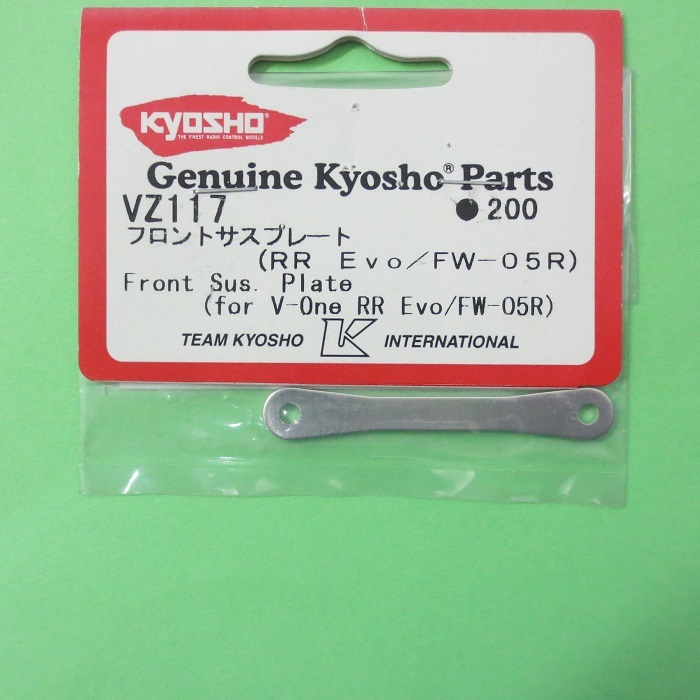 KYOSHO
THE FINEST RADIO CONTROL MODELS
Genuine Kyosho® Parts
VZ117 ●200
フロントサスプレート
(RR Evo/FW-05R)
Front Sus. Plate
(for V-One RR Evo/FW-05R)
TEAM KYOSHO K INTERNATIONAL